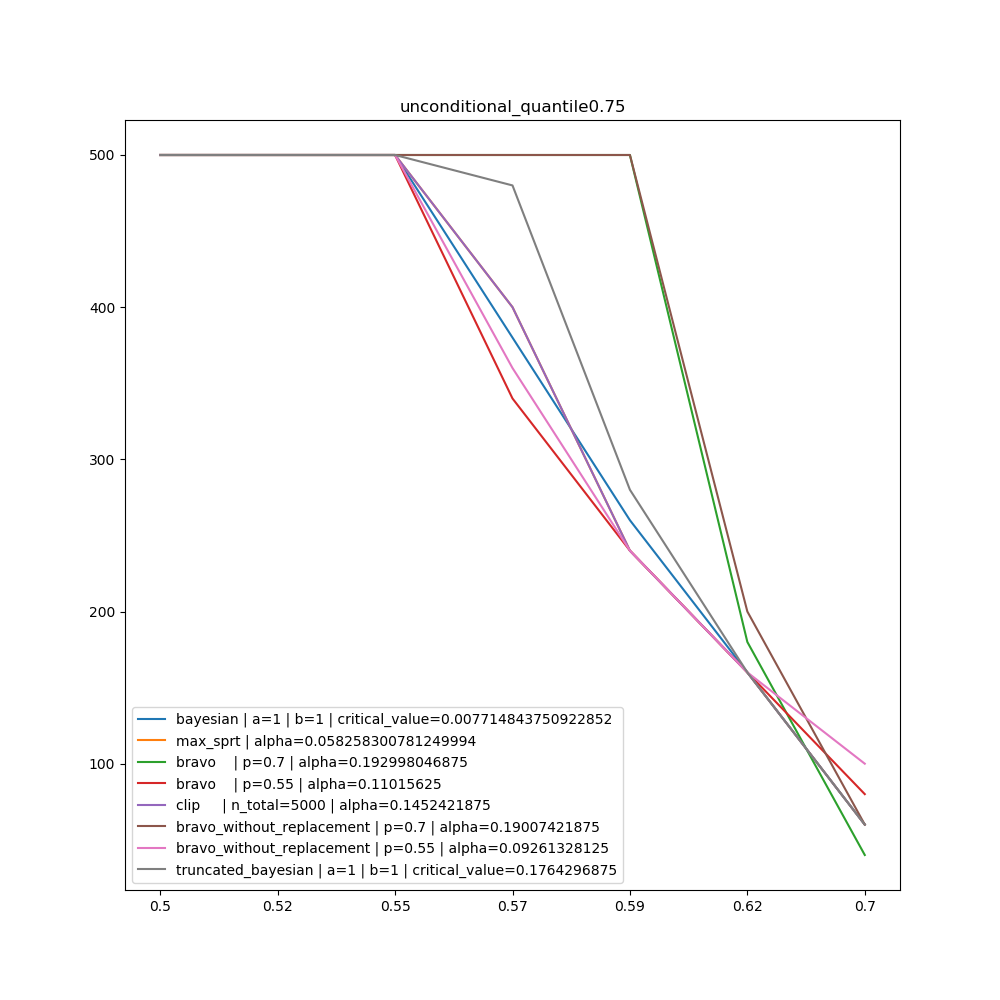 unconditional_quantile0.75
500
400
300
200
100
bayesian | a=1 | b=1 | critical_value=0.007714843750922852
max_sprt | alpha=0.058258300781249994
bravo | p=0.7 | alpha=0.192998046875
bravo | p=0.55 | alpha=0.11015625
clip | n_total=5000 | alpha=0.1452421875
bravo_without_replacement | p=0.7 | alpha=0.19007421875
bravo_without_replacement | p=0.55 | alpha=0.09261328125
truncated_bayesian | a=1 | b=1 | critical_value=0.1764296875
0.5 0.52 0.55 0.57 0.59 0.62 0.7